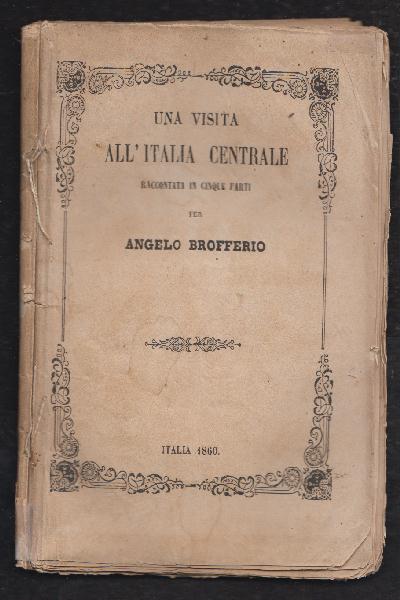 UNA VISITA
ALL'ITALIA CENTRALE
RACCONTATA IN CINQUE PARTI
PER
ANGELO BROFFERIO
ITALIA 1860.